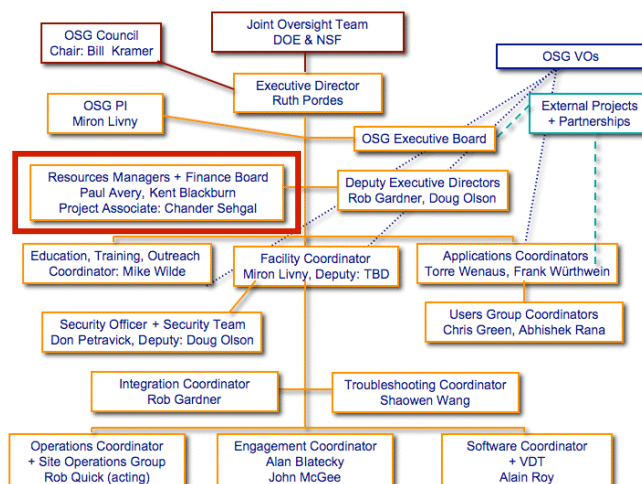 Joint Oversight Team
DOE & NSF
OSG Council
Chair: Bill Kramer
OSG VOs
Executive Director
Ruth Pordes
OSG PI
Miron Livny
External Projects
+ Partnerships
OSG Executive Board
Resources Managers + Finance Board
Paul Avery, Kent Blackburn
Project Associate: Chander Sehgal
Deputy Executive Directors
Rob Gardner, Doug Olson
Education, Training, Outreach
Coordinator: Mike Wilde
Facility Coordinator
Miron Livny, Deputy: TBD
Applications Coordinators
Torre Wenaus, Frank Würthwein
Users Group Coordinators
Chris Green, Abhishek Rana
Security Officer + Security Team
Don Petravick, Deputy: Doug Olson
Integration Coordinator
Rob Gardner
Troubleshooting Coordinator
Shaowen Wang
Operations Coordinator
+ Site Operations Group
Rob Quick (acting)
Engagement Coordinator
Alan Blatecky
John McGee
Software Coordinator
+ VDT
Alain Roy